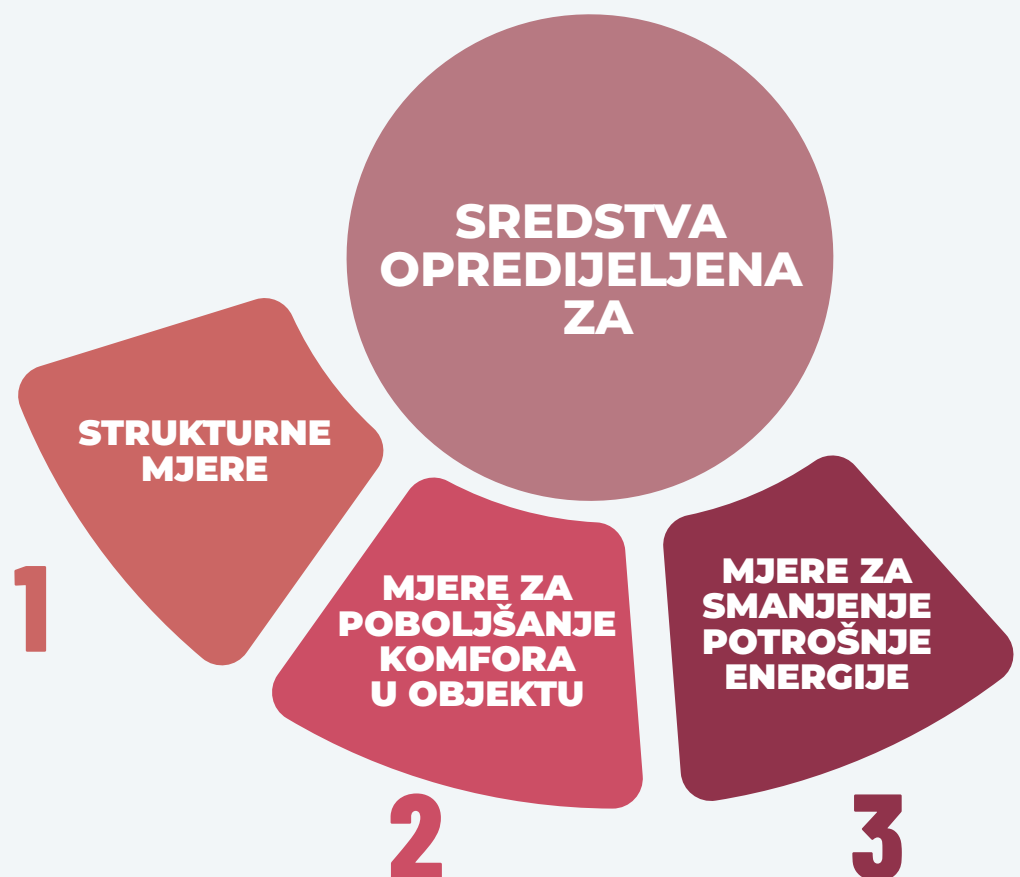 SREDSTVA
OPREDIJELJENA
ZA
STRUKTURNE
MJERE
1
MJERE ZA
POBOLJŠANJE
KOMFORA
U OBJEKTU
2
MJERE ZA
SMANJENJE
POTROŠNJE
ENERGIJE
3